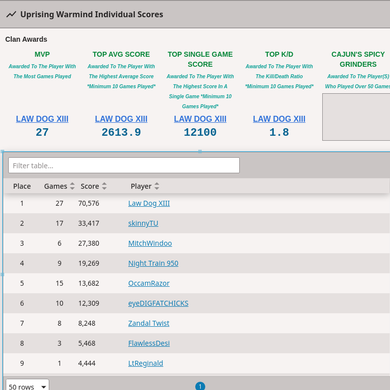 Uprising Warmind Individual Scores
Clan Awards
MVP
Awarded To The Player With
The Most Games Played
LAW DOG XIII
27
TOP AVG SCORE
Awarded To The Player With
The Highest Average Score
*Minimum 10 Games Played*
LAW DOG XIII
2613.9
TOP SINGLE GAME
SCORE
Awarded To The Player With
The Highest Score In A
Single Game *Minimum 10
Games Played*
LAW DOG XIII
12100
TOP K/D
Awarded To The Player With
The Kill/Death Ratio
*Minimum 10 Games Played*
LAW DOG XIII
1.8
CAJUN'S SPICY
GRINDERS
Awarded To The Player(S)
Who Played Over 50 Games
Filter table...
Place Games Score Player
1 27 70,576 Law Dog XIII
2 17 33,417 skinnyTU
3 6 27,380 MitchWindoo
4 9 19,269 Night Train 950
5 15 13,682 OccamRazor
6 10 12,309 eyeDIGFATCHICKS
7 8 8,248 Zandal Twist
8 3 5,468 FlawlessDesi
9 1 4,444 LtReginald
50 rows 1